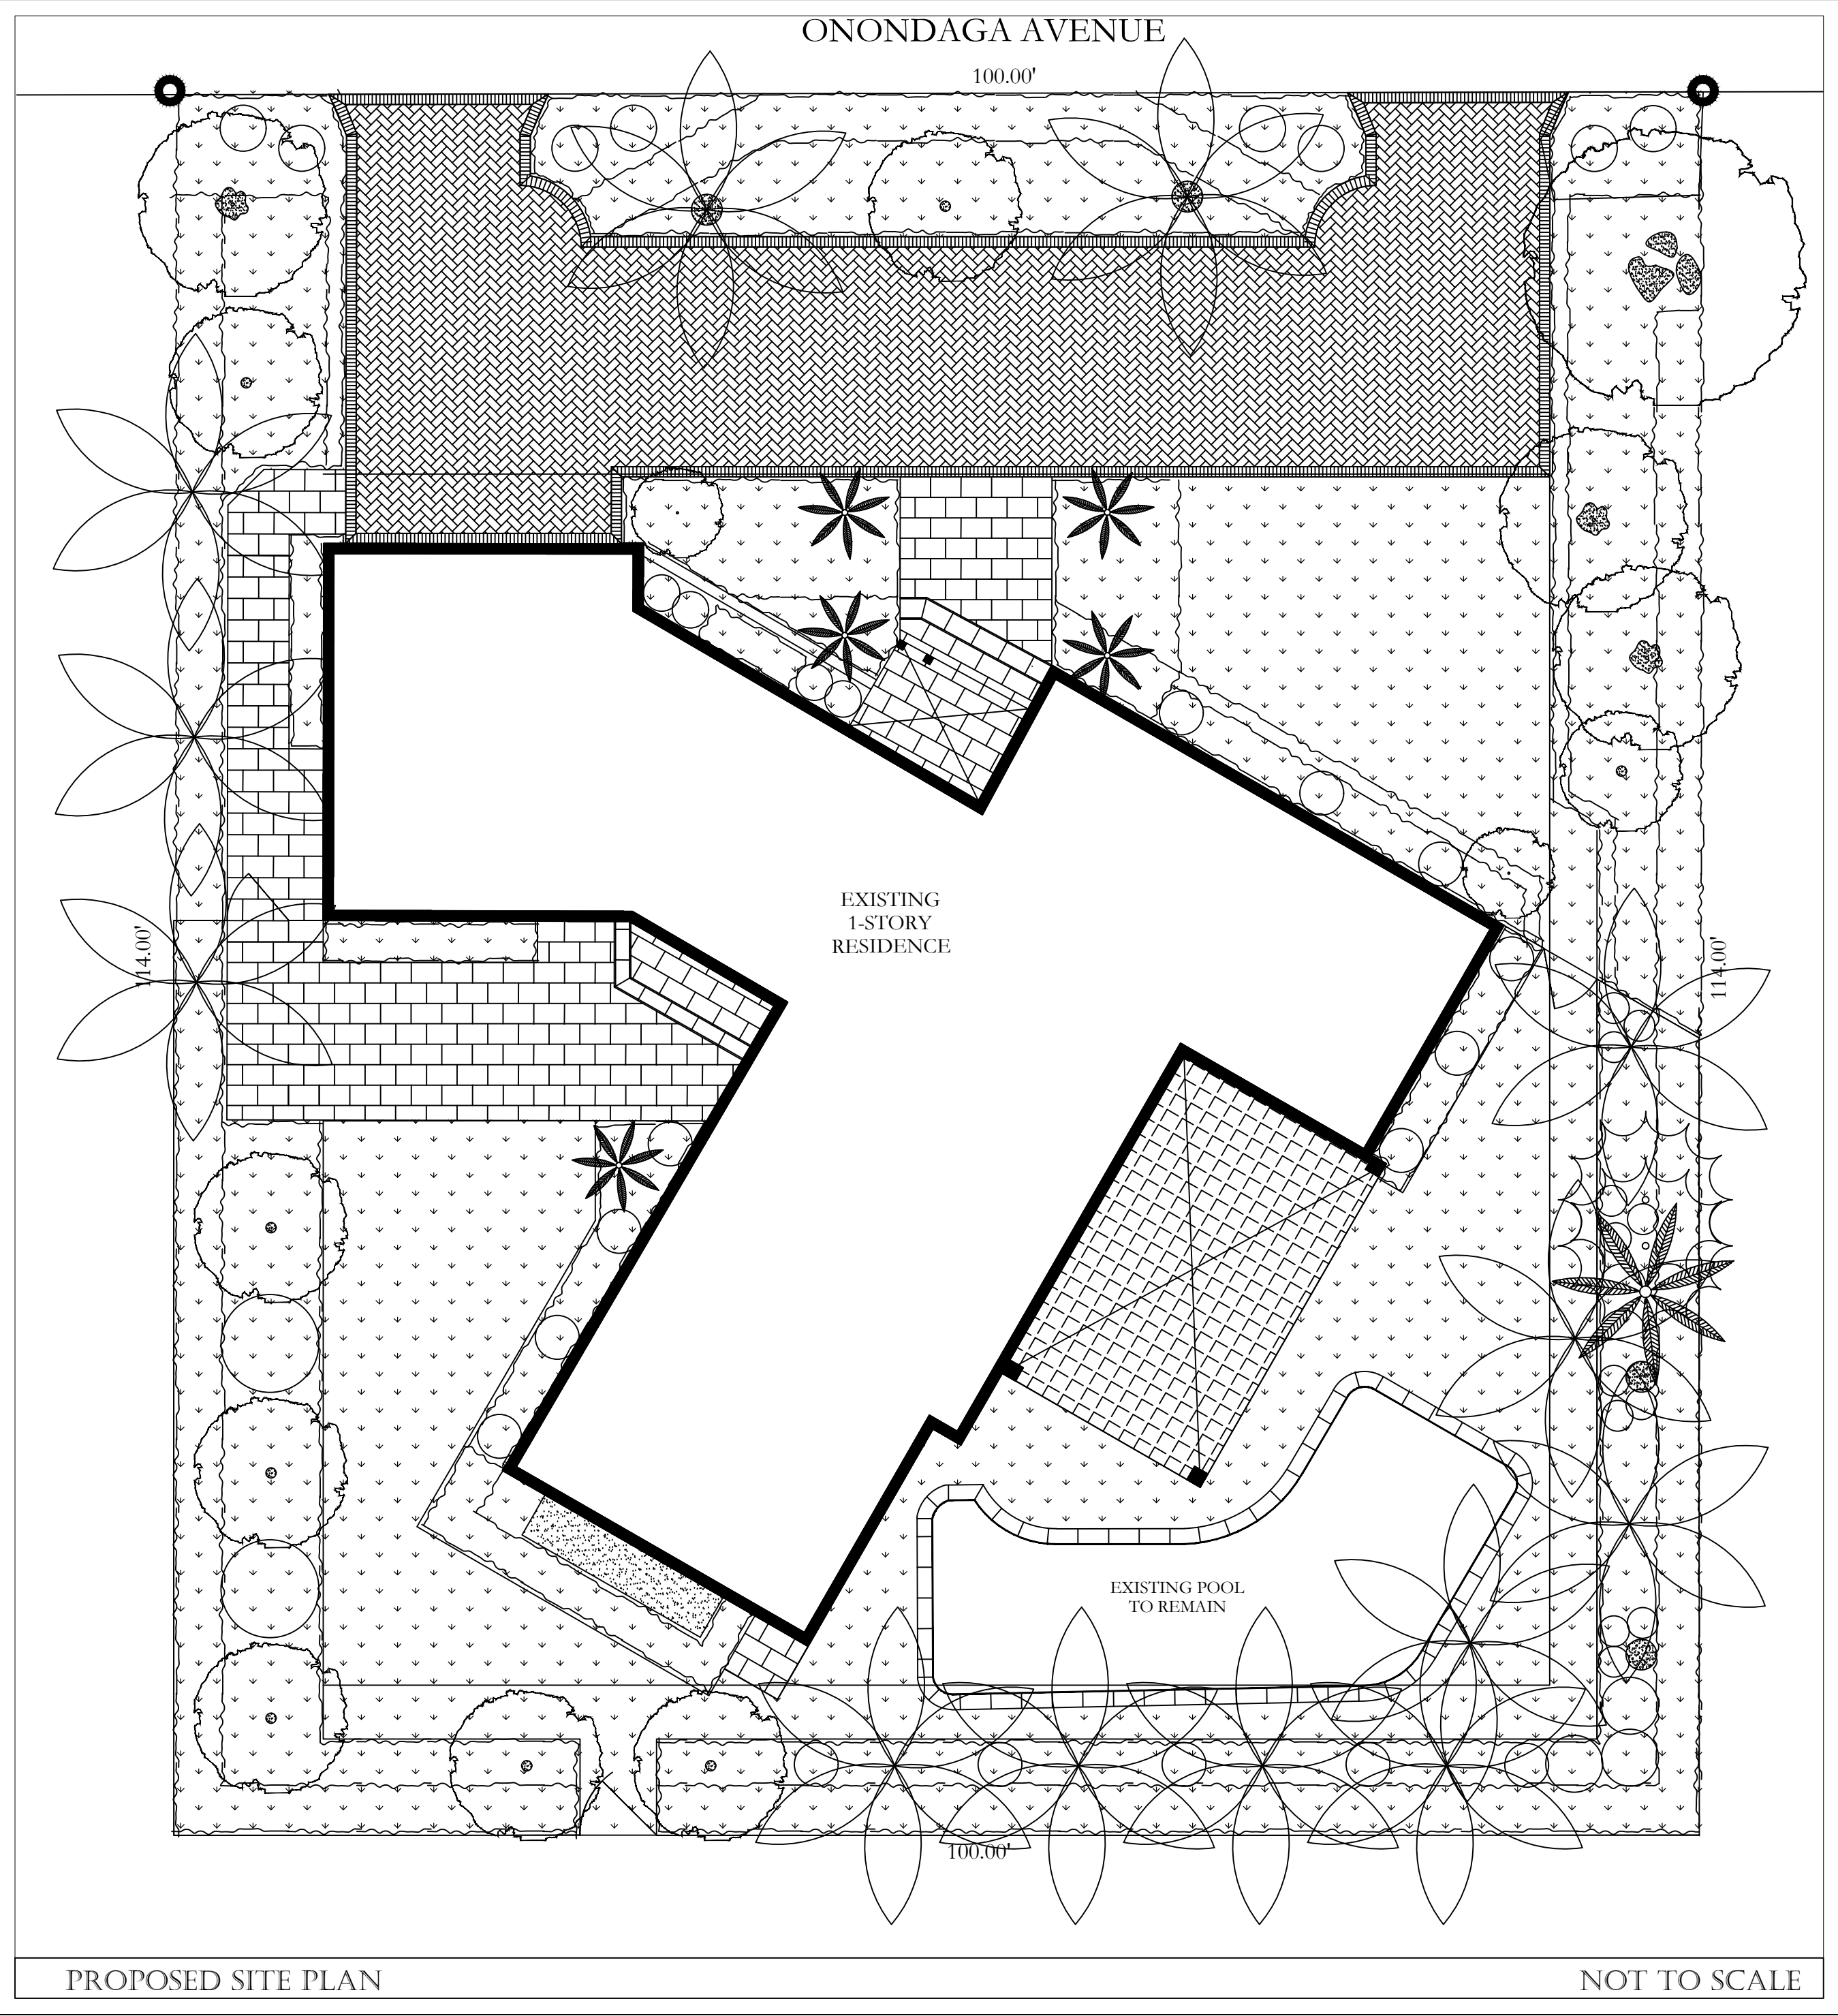 ONONDAGA AVENUE
100.00'
EXISTING
1-STORY
RESIDENCE
114.00'
114.00'
EXISTING POOL
TO REMAIN
100.00'
PROPOSED SITE PLAN
NOT TO SCALE